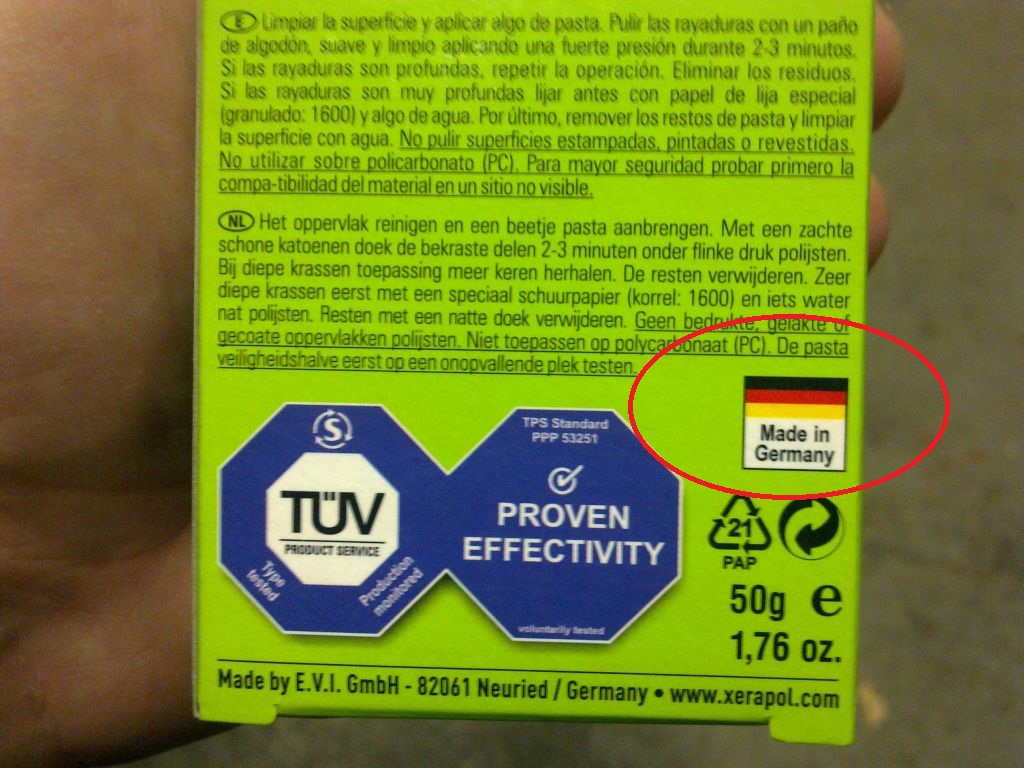 E Limpiar la superficie y aplicar algo de pasta. Pulir las rayaduras con un paño
de algodón, suave y limpio aplicando una fuerte presión durante 2-3 minutos.
Si las rayaduras son profundas, repetir la operación. Eliminar los residuos.
Si las rayaduras son muy profundas lijar antes con papel de lija especial
(granulado: 1600) y algo de agua. Por último, remover los restos de pasta y limpiar
la superficie con agua. No pulir superficies estampadas, pintadas o revestidas.
No utilizar sobre policarbonato (PC). Para mayor seguridad probar primero la
compa-tibilidad del material en un sitio no visible.
NL Het oppervlak reinigen en een beetje pasta aanbrengen. Met een zachte
schone katoenen doek de bekraste delen 2-3 minuten onder flinke druk polijsten.
Bij diepe krassen toepassing meer keren herhalen. De resten verwijderen. Zeer
diepe krassen eerst met een speciaal schuurpapier (korrel: 1600) en iets water
nat polijsten. Resten met een natte doek verwijderen. Geen bedrukte, gelakte of
gecoate oppervlakken polijsten. Niet toepassen op polycarbonaat (PC). De pasta
veiligheidshalve eerst op een onopvallende plek testen.
Made in
Germany
S
TÜV
PRODUCT SERVICE
Type
tested
Production
monitored
TPS Standard
PPP 53251
PROVEN
EFFECTIVITY
voluntarily tested
21
PAP
50g e
1,76 oz.
Made by E.V.I. GmbH - 82061 Neuried / Germany • www.xerapol.com